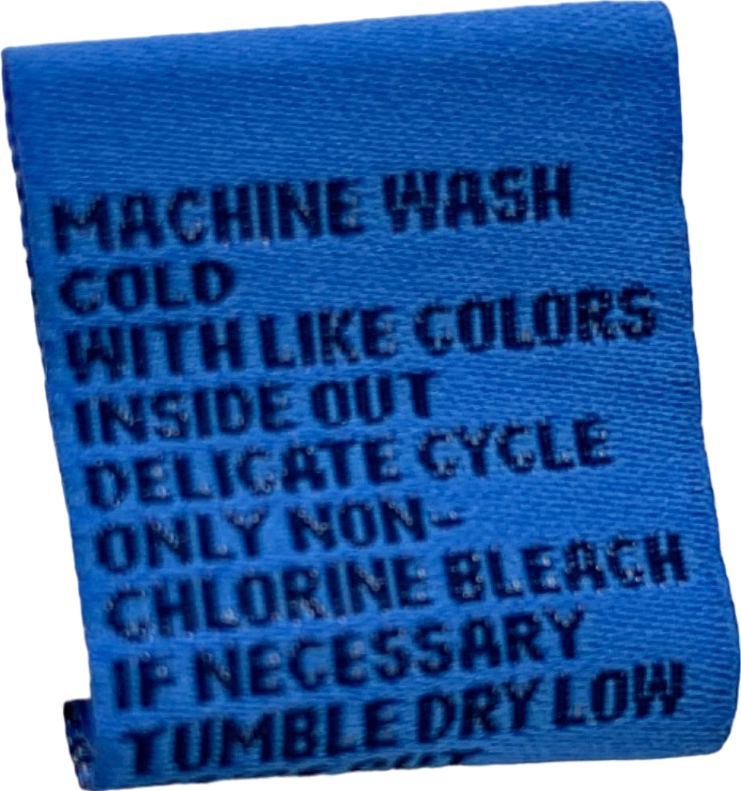 MACHINE WASH
COLD
WITH LIKE COLORS
INSIDE OUT
DELICATE CYCLE
ONLY NON-
CHLORINE BLEACH
IF NECESSARY
TUMBLE DRY LOW